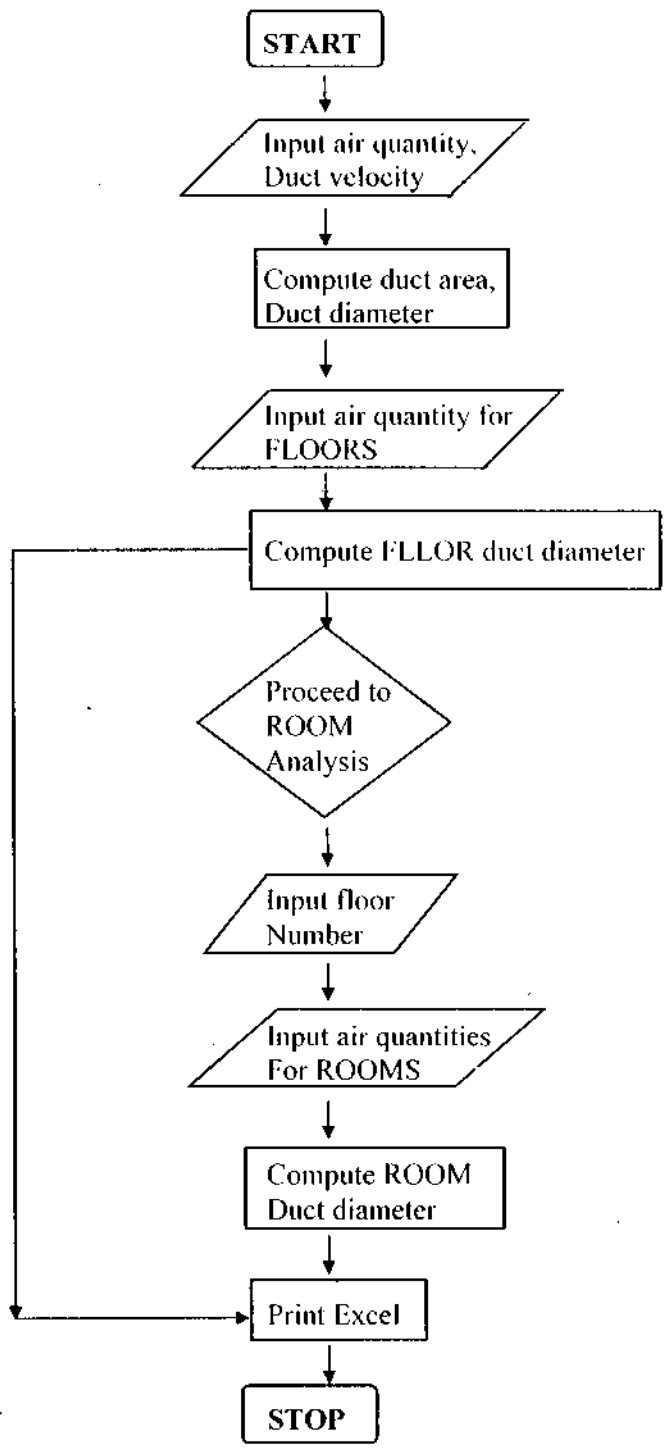 START
Input air quantity,
Duct velocity
Compute duct area,
Duct diameter
Input air quantity for
FLOORS
Compute FLLOR duct diameter
Proceed to
ROOM
Analysis
Input floor
Number
Input air quantities
For ROOMS
Compute ROOM
Duct diameter
Print Excel
STOP